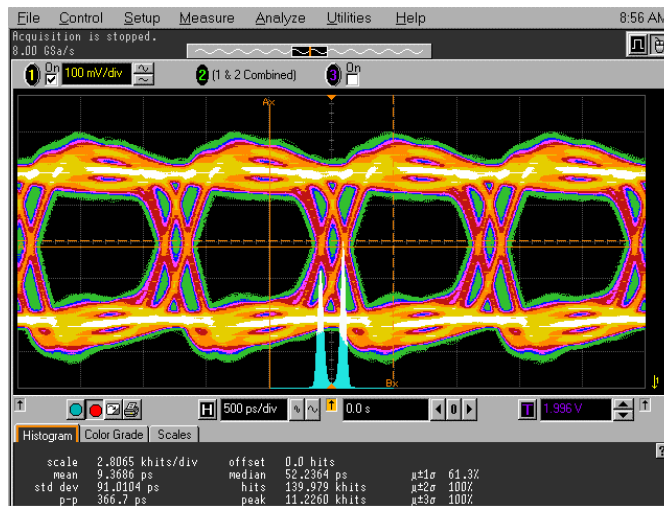 File Control Setup Measure Analyze Utilities Help 8:56 AM
Acquisition is stopped.
8.00 GSa/s
1 On 100 mV/div 2 (1 & 2 Combined) 3 On
Ax
Bx
1
H 500 ps/div 0.0 s 0 T 1.996 V
Histogram Color Grade Scales
?
scale 2.8065 khits/div offset 0.0 hits
mean 9.3686 ps median 52.2364 ps µ±1σ 61.3%
std dev 91.0104 ps hits 139.979 khits µ±2σ 100%
p-p 366.7 ps peak 11.2260 khits µ±3σ 100%